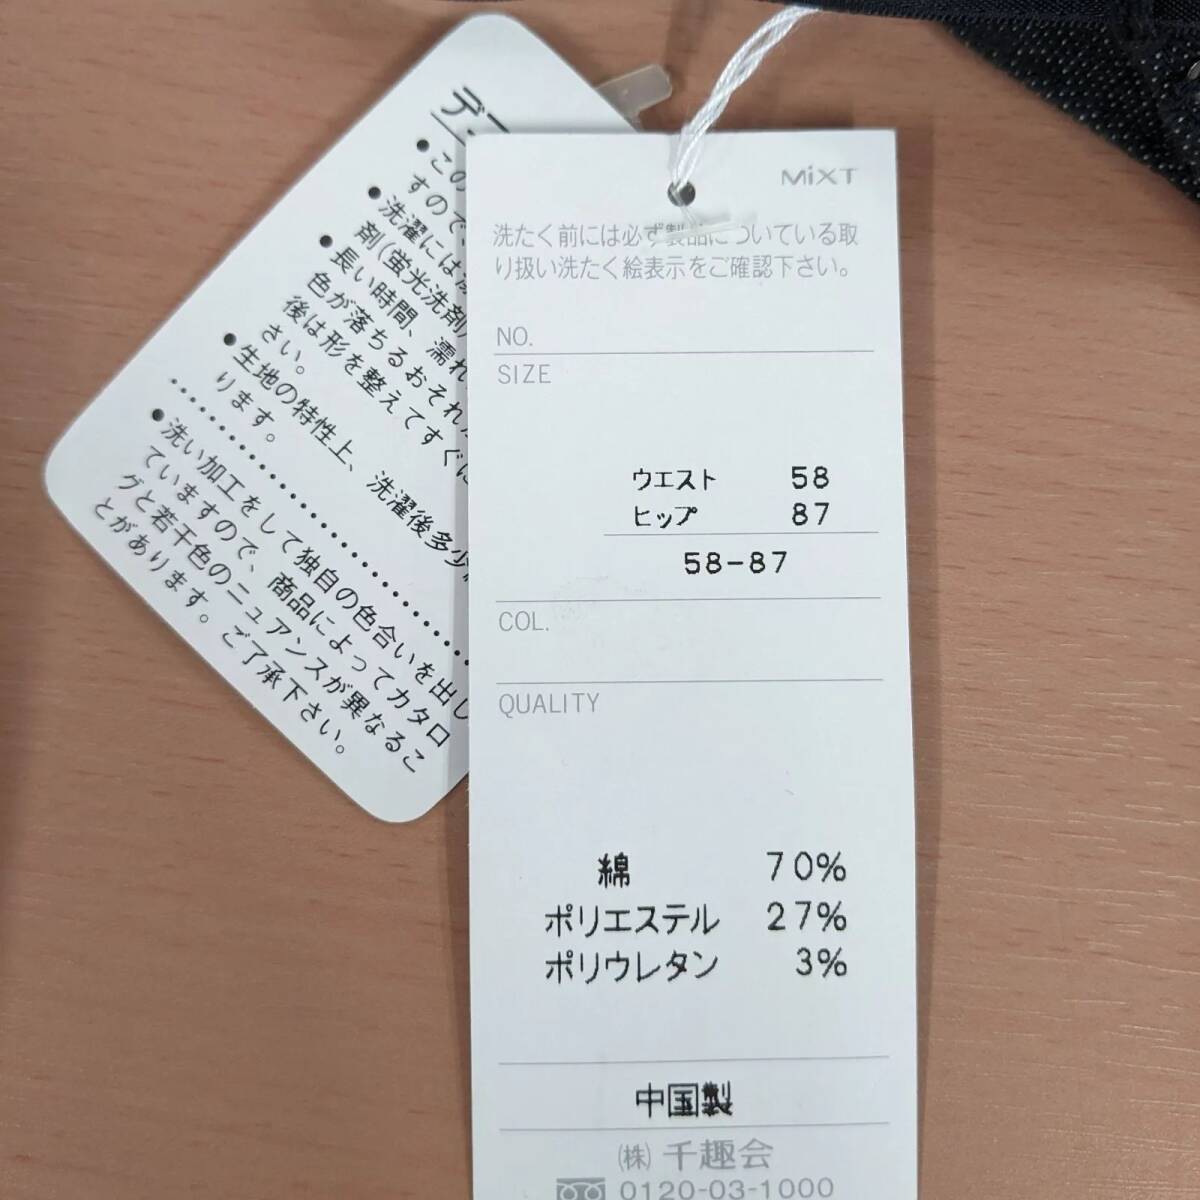 デニ
●この
すので、
●洗濯には
剤(蛍光洗剤
●長い時間、濡れ
色が落ちるおそれ
後は形を整えてすぐに
さい。
●生地の特性上、洗濯後多少
ります。
●洗い加工をして独自の色合いを出し
ていますので、商品によってカタロ
グと若干色のニュアンスが異なるこ
とがあります。ご了承下さい。
MiXT
洗たく前には必ず製品についている取
り扱い洗たく絵表示をご確認下さい。
NO.
SIZE
ウエスト 58
ヒップ 87
58-87
COL.
QUALITY
綿 70%
ポリエステル 27%
ポリウレタン 3%
中国製
(株)千趣会
0120-03-1000